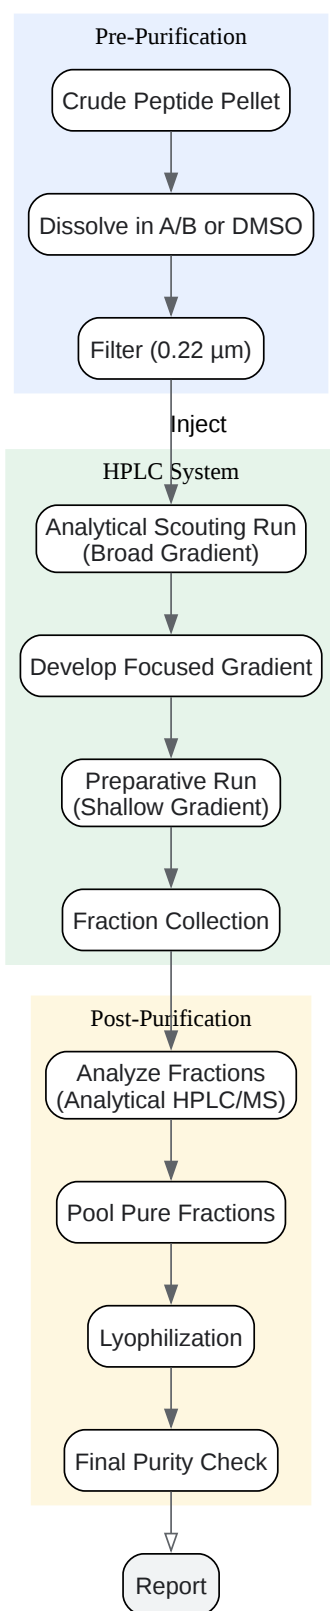 Pre-Purification
Crude Peptide Pellet
Dissolve in A/B or DMSO
Filter (0.22 µm)
Inject
HPLC System
Analytical Scouting Run
(Broad Gradient)
Develop Focused Gradient
Preparative Run
(Shallow Gradient)
Fraction Collection
Post-Purification
Analyze Fractions
(Analytical HPLC/MS)
Pool Pure Fractions
Lyophilization
Final Purity Check
Report